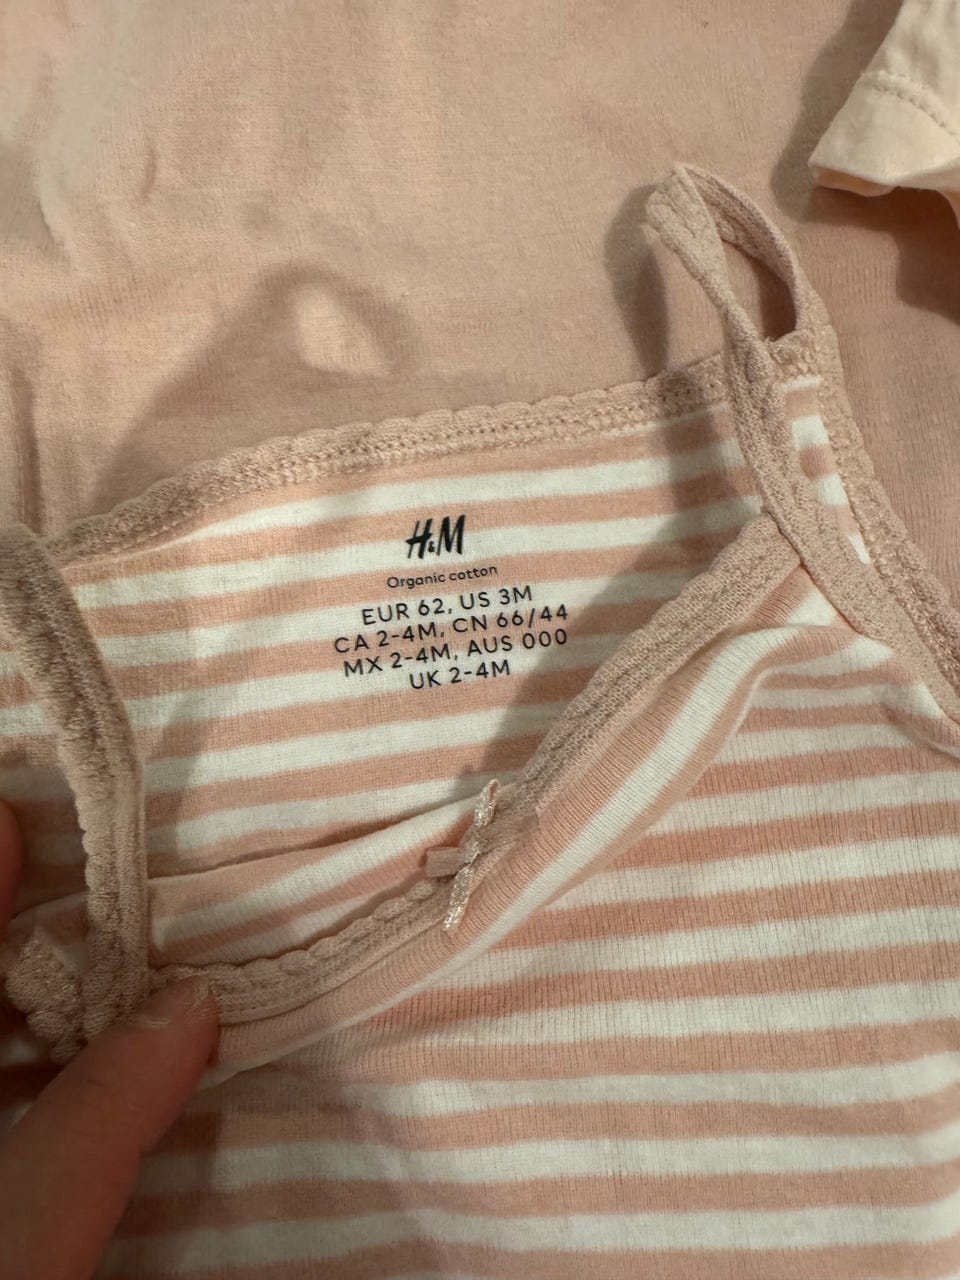 H&M
Organic cotton
EUR 62, US 3M
CA 2-4M, CN 66/44
MX 2-4M, AUS 000
UK 2-4M